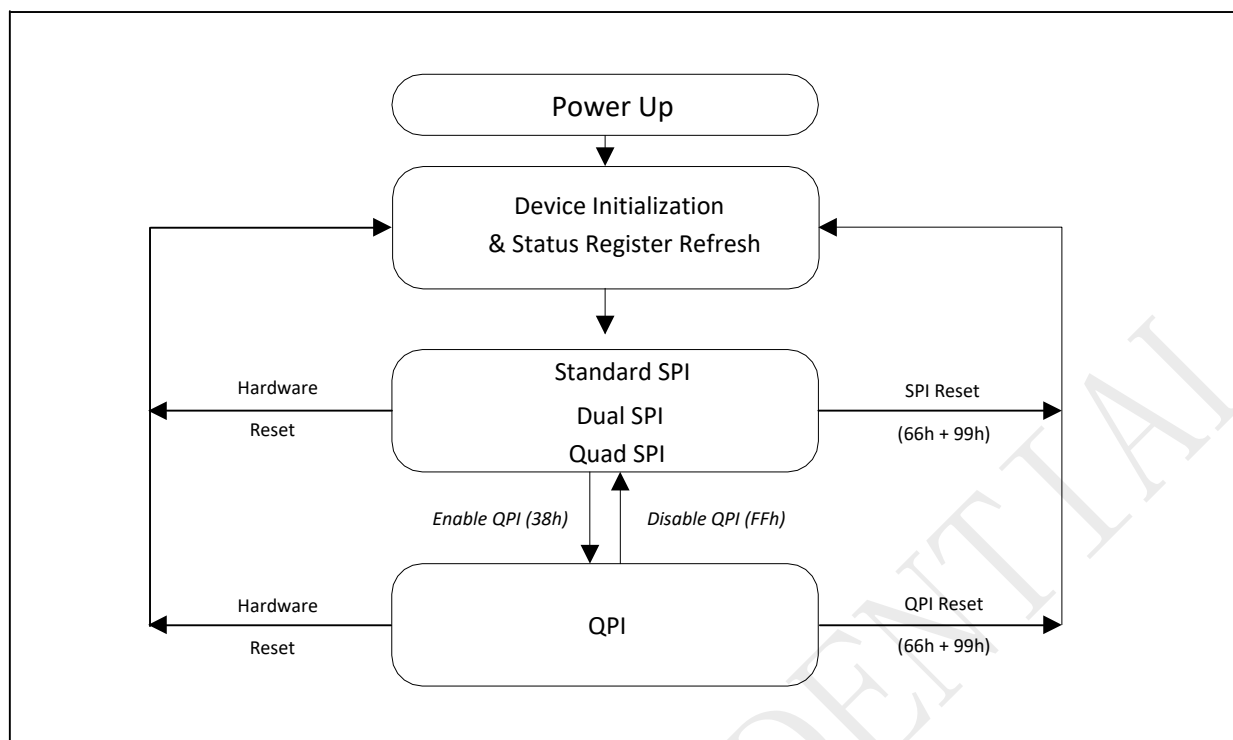 Power Up
Device Initialization
& Status Register Refresh
Standard SPI
Dual SPI
Quad SPI
Hardware
Reset
SPI Reset
(66h + 99h)
Enable QPI (38h)
Disable QPI (FFh)
QPI
Hardware
Reset
QPI Reset
(66h + 99h)
DENTIAI